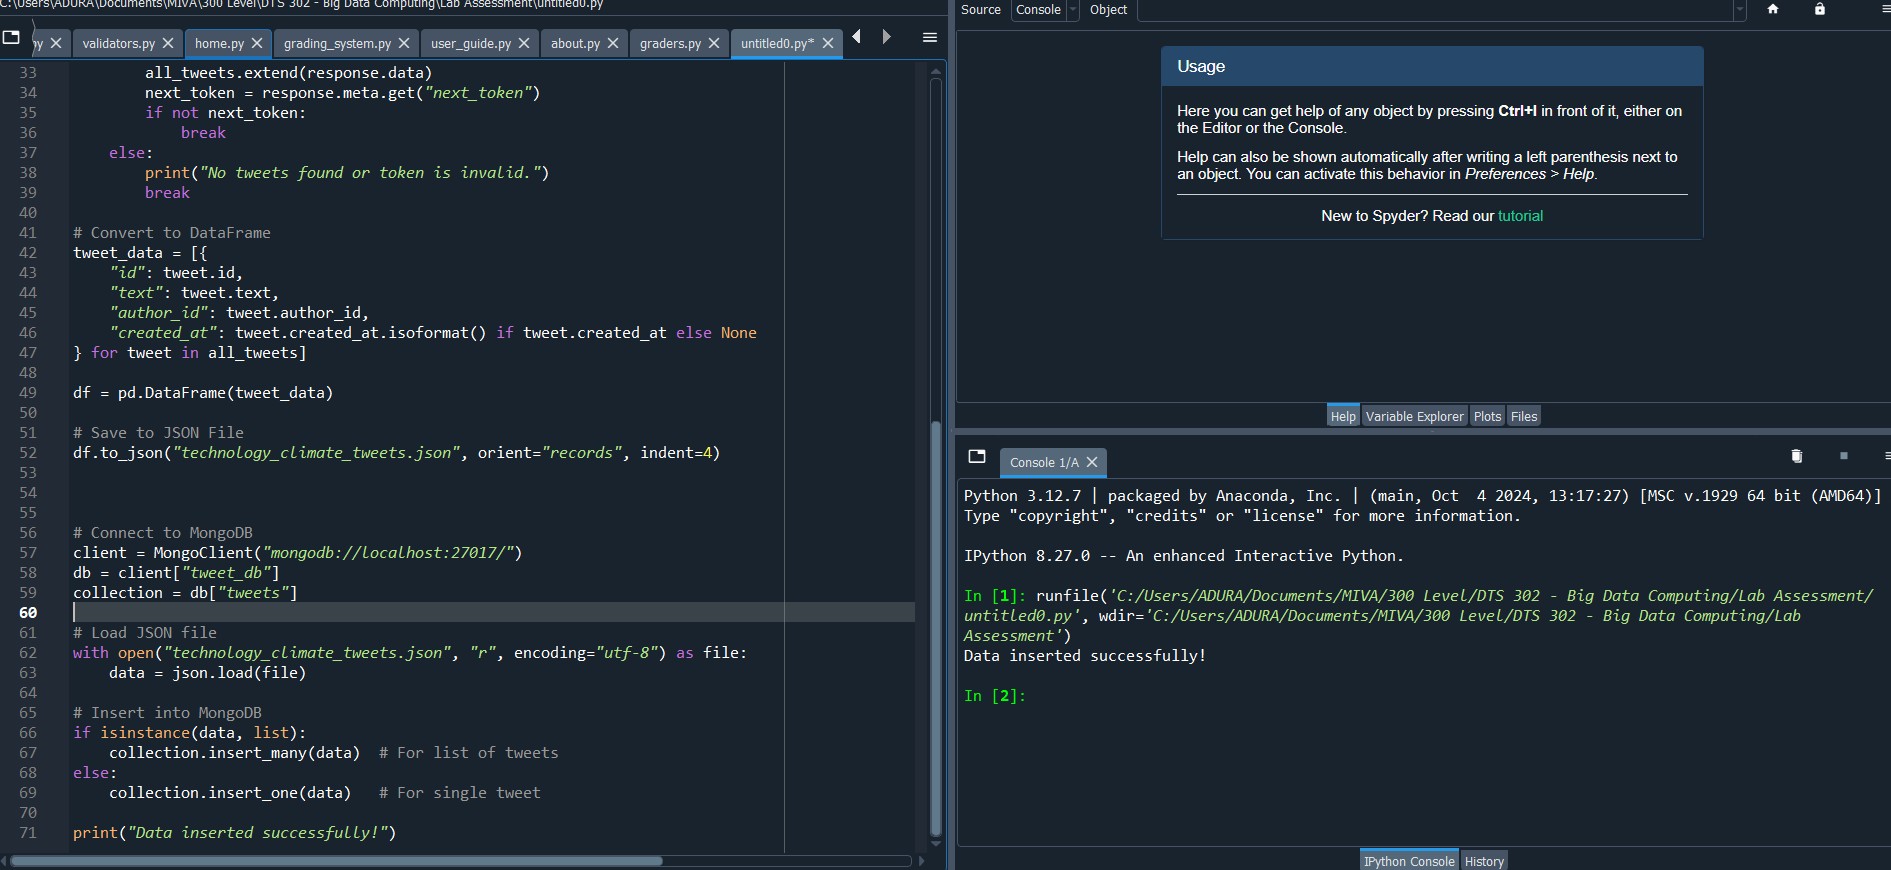 C:\Users\ADURA\Documents\MIVA\300 Level\DTS 302 - Big Data Computing\Lab Assessment\untitled0.py
validators.py
home.py
grading_system.py
user_guide.py
about.py
graders.py
untitled0.py*
33 all_tweets.extend(response.data)
34 next_token = response.meta.get("next_token")
35 if not next_token:
36 break
37 else:
38 print("No tweets found or token is invalid.")
39 break
40
41 # Convert to DataFrame
42 tweet_data = [{
43 "id": tweet.id,
44 "text": tweet.text,
45 "author_id": tweet.author_id,
46 "created_at": tweet.created_at.isoformat() if tweet.created_at else None
47 } for tweet in all_tweets]
48
49 df = pd.DataFrame(tweet_data)
50
51 # Save to JSON File
52 df.to_json("technology_climate_tweets.json", orient="records", indent=4)
53
54
55
56 # Connect to MongoDB
57 client = MongoClient("mongodb://localhost:27017/")
58 db = client["tweet_db"]
59 collection = db["tweets"]
60
61 # Load JSON file
62 with open("technology_climate_tweets.json", "r", encoding="utf-8") as file:
63 data = json.load(file)
64
65 # Insert into MongoDB
66 if isinstance(data, list):
67 collection.insert_many(data)  # For list of tweets
68 else:
69 collection.insert_one(data)   # For single tweet
70
71 print("Data inserted successfully!")
Source Console Object
Usage
Here you can get help of any object by pressing Ctrl+I in front of it, either on
the Editor or the Console.
Help can also be shown automatically after writing a left parenthesis next to
an object. You can activate this behavior in Preferences > Help.
New to Spyder? Read our tutorial
Help Variable Explorer Plots Files
Console 1/A
Python 3.12.7 | packaged by Anaconda, Inc. | (main, Oct  4 2024, 13:17:27) [MSC v.1929 64 bit (AMD64)]
Type "copyright", "credits" or "license" for more information.
IPython 8.27.0 -- An enhanced Interactive Python.
In [1]: runfile('C:/Users/ADURA/Documents/MIVA/300 Level/DTS 302 - Big Data Computing/Lab Assessment/
untitled0.py', wdir='C:/Users/ADURA/Documents/MIVA/300 Level/DTS 302 - Big Data Computing/Lab
Assessment')
Data inserted successfully!
In [2]:
IPython Console History